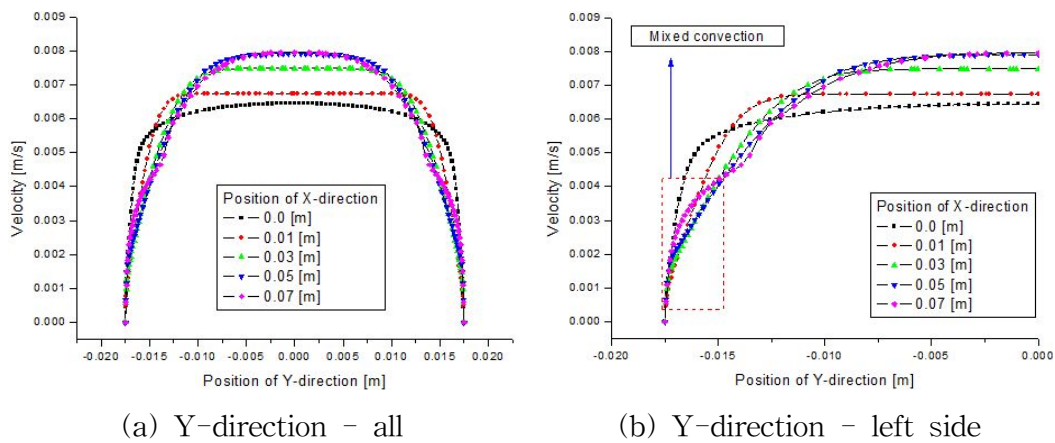 0.009
0.008
0.007
0.006
0.005
0.004
0.003
0.002
0.001
0.000
Velocity [m/s]
Position of X-direction
0.0 [m]
0.01 [m]
0.03 [m]
0.05 [m]
0.07 [m]
-0.020 -0.015 -0.010 -0.005 0.000 0.005 0.010 0.015 0.020
Position of Y-direction [m]
(a) Y-direction - all
0.009
0.008
0.007
0.006
0.005
0.004
0.003
0.002
0.001
0.000
Velocity [m/s]
Mixed convection
Position of X-direction
0.0 [m]
0.01 [m]
0.03 [m]
0.05 [m]
0.07 [m]
-0.020 -0.015 -0.010 -0.005 0.000
Position of Y-direction [m]
(b) Y-direction - left side